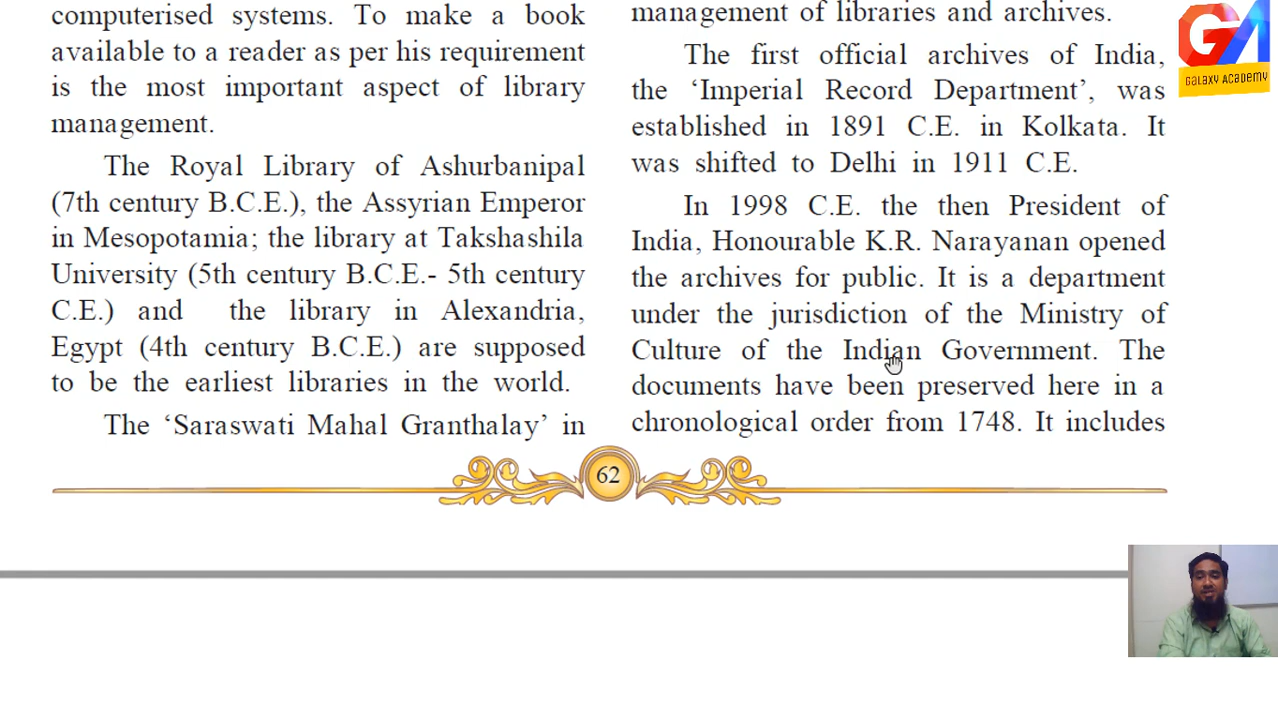 computerised systems. To make a book
available to a reader as per his requirement
is the most important aspect of library
management.
The Royal Library of Ashurbanipal
(7th century B.C.E.), the Assyrian Emperor
in Mesopotamia; the library at Takshashila
University (5th century B.C.E.- 5th century
C.E.) and the library in Alexandria,
Egypt (4th century B.C.E.) are supposed
to be the earliest libraries in the world.
The ‘Saraswati Mahal Granthalay’ in
management of libraries and archives.
The first official archives of India,
the ‘Imperial Record Department’, was
established in 1891 C.E. in Kolkata. It
was shifted to Delhi in 1911 C.E.
In 1998 C.E. the then President of
India, Honourable K.R. Narayanan opened
the archives for public. It is a department
under the jurisdiction of the Ministry of
Culture of the Indian Government. The
documents have been preserved here in a
chronological order from 1748. It includes
62
GA
GALAXY ACADEMY